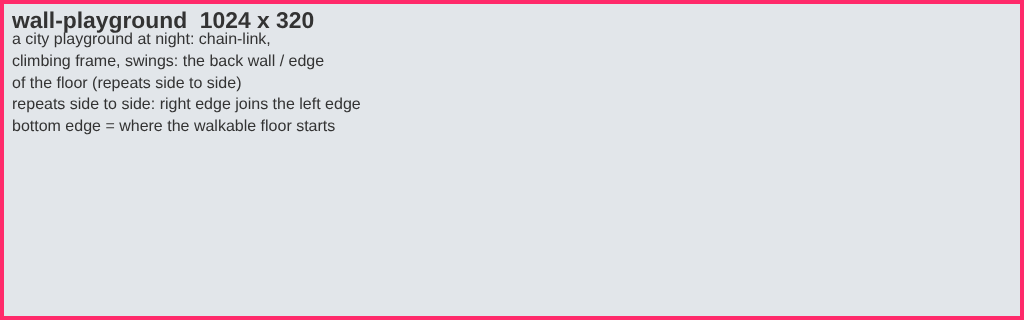 wall-playground  1024 x 320
a city playground at night: chain-link,
climbing frame, swings: the back wall / edge
of the floor (repeats side to side)
repeats side to side: right edge joins the left edge
bottom edge = where the walkable floor starts